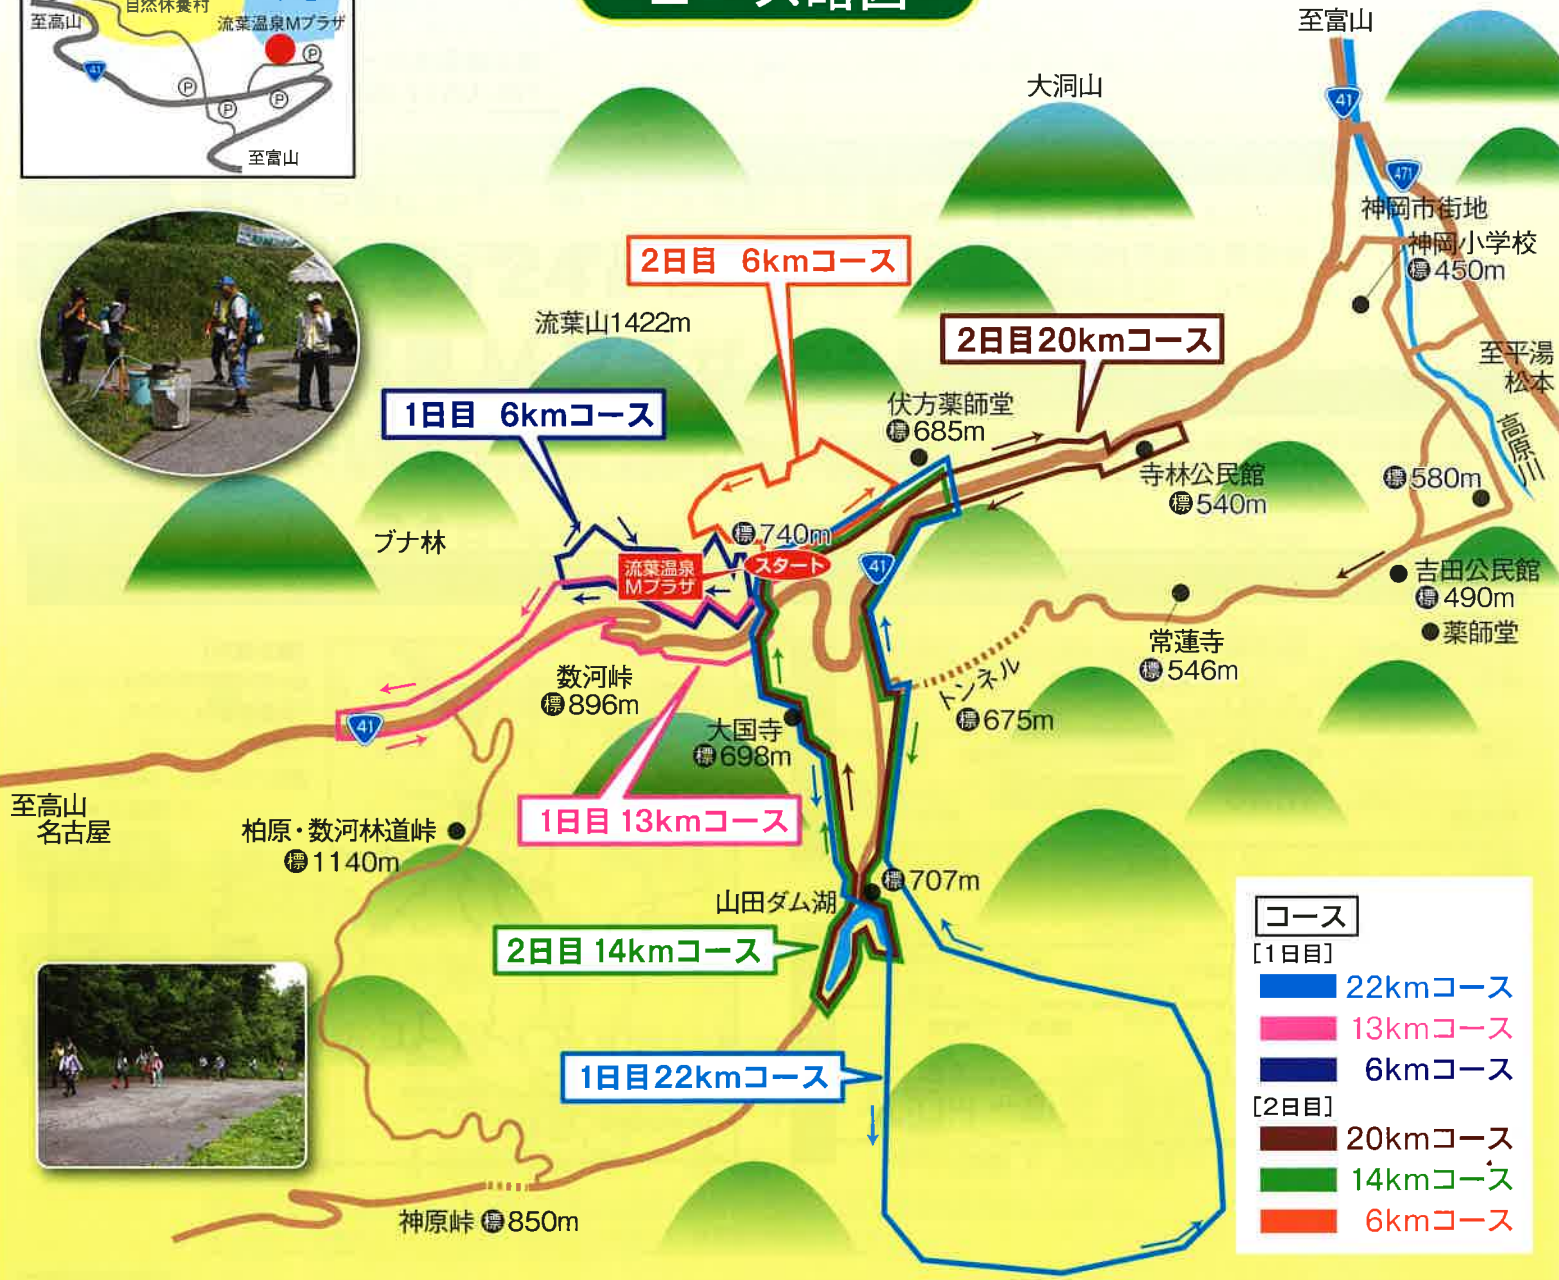 自然休養村
至高山
流葉温泉Mプラザ
41
P
P
P
P
至富山
コース略図
至富山
41
471
大洞山
神岡市街地
神岡小学校
標450m
2日目 6kmコース
流葉山1422m
2日目20kmコース
至平湯
松本
高原川
1日目 6kmコース
伏方薬師堂
標685m
寺林公民館
標540m
標580m
ブナ林
標740m
流葉温泉
Mプラザ
スタート
41
吉田公民館
標490m
薬師堂
常蓮寺
標546m
トンネル
標675m
数河峠
標896m
41
大国寺
標698m
至高山
名古屋
1日目13kmコース
柏原・数河林道峠
標1140m
標707m
山田ダム湖
2日目14kmコース
1日目22kmコース
神原峠標850m
コース
[1日目]
22kmコース
13kmコース
6kmコース
[2日目]
20kmコース
14kmコース
6kmコース